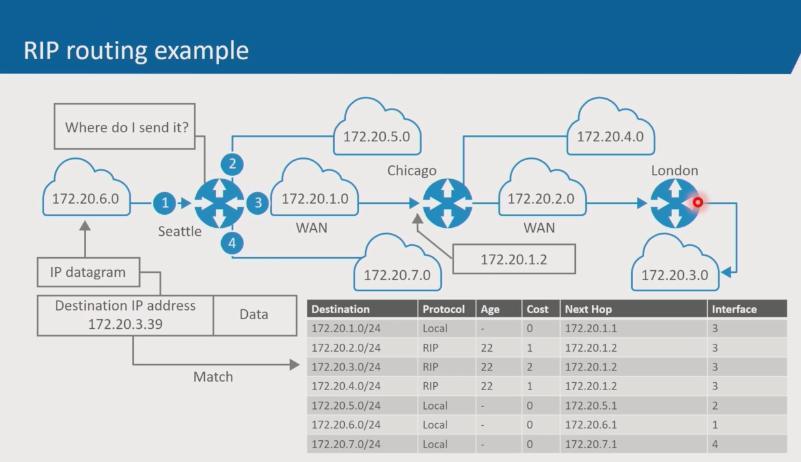 RIP routing example
Where do I send it?
172.20.5.0
172.20.4.0
2
Chicago
London
172.20.6.0
1
3
172.20.1.0
172.20.2.0
Seattle
WAN
WAN
4
172.20.1.2
172.20.7.0
172.20.3.0
IP datagram
Destination IP address
172.20.3.39
Data
Match
Destination Protocol Age Cost Next Hop Interface
172.20.1.0/24 Local - 0 172.20.1.1 3
172.20.2.0/24 RIP 22 1 172.20.1.2 3
172.20.3.0/24 RIP 22 2 172.20.1.2 3
172.20.4.0/24 RIP 22 1 172.20.1.2 3
172.20.5.0/24 Local - 0 172.20.5.1 2
172.20.6.0/24 Local - 0 172.20.6.1 1
172.20.7.0/24 Local - 0 172.20.7.1 4